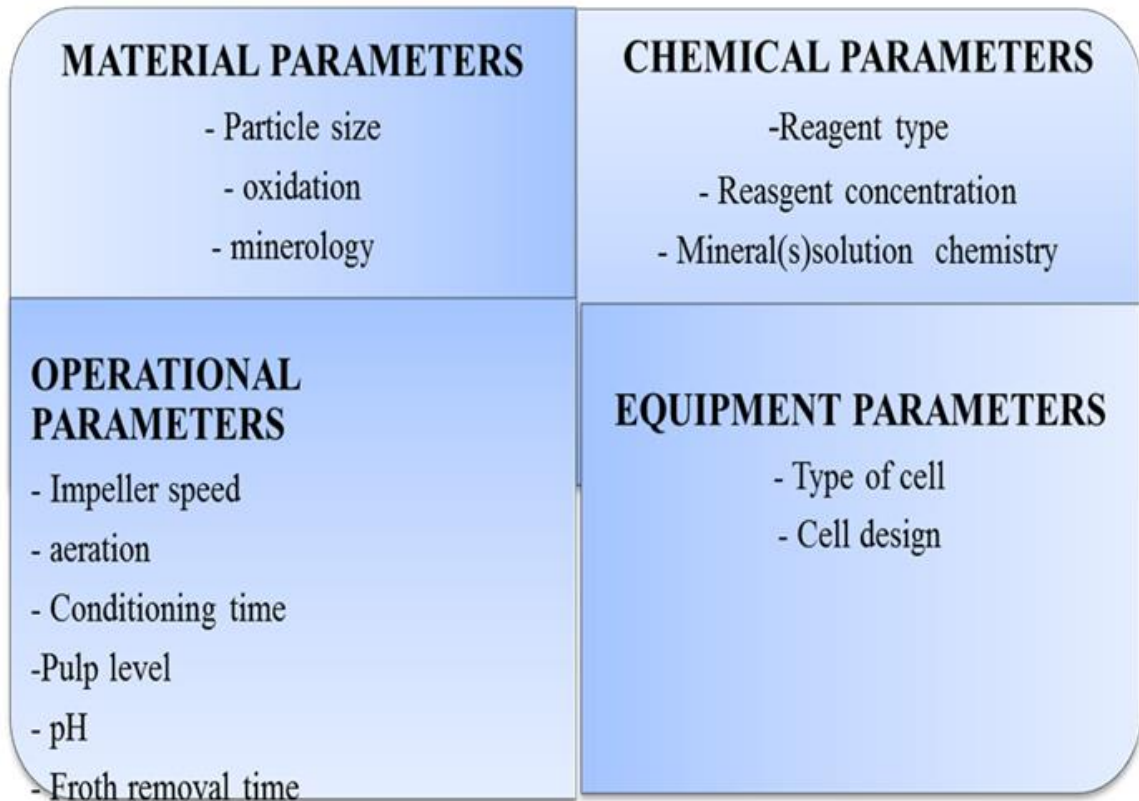 MATERIAL PARAMETERS
- Particle size
- oxidation
- minerology
CHEMICAL PARAMETERS
-Reagent type
- Reasgent concentration
- Mineral(s)solution chemistry
OPERATIONAL
PARAMETERS
- Impeller speed
- aeration
- Conditioning time
-Pulp level
- pH
- Froth removal time
EQUIPMENT PARAMETERS
- Type of cell
- Cell design